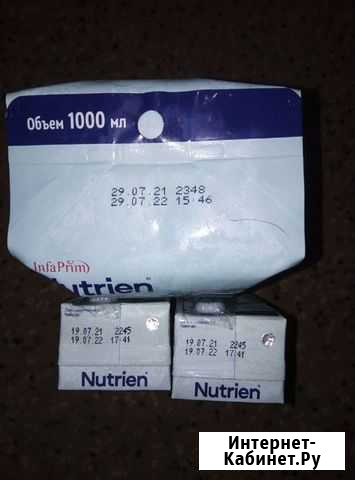 Объем 1000 мл
29.07.21 2348
29.07.22 15:46
InfaPrim
Nutrien
19.07.21 2245
19.07.22 17:41
Nutrien
19.07.21 2245
19.07.22 17:41
Nutrien
Интернет-
Кабинет.Ру